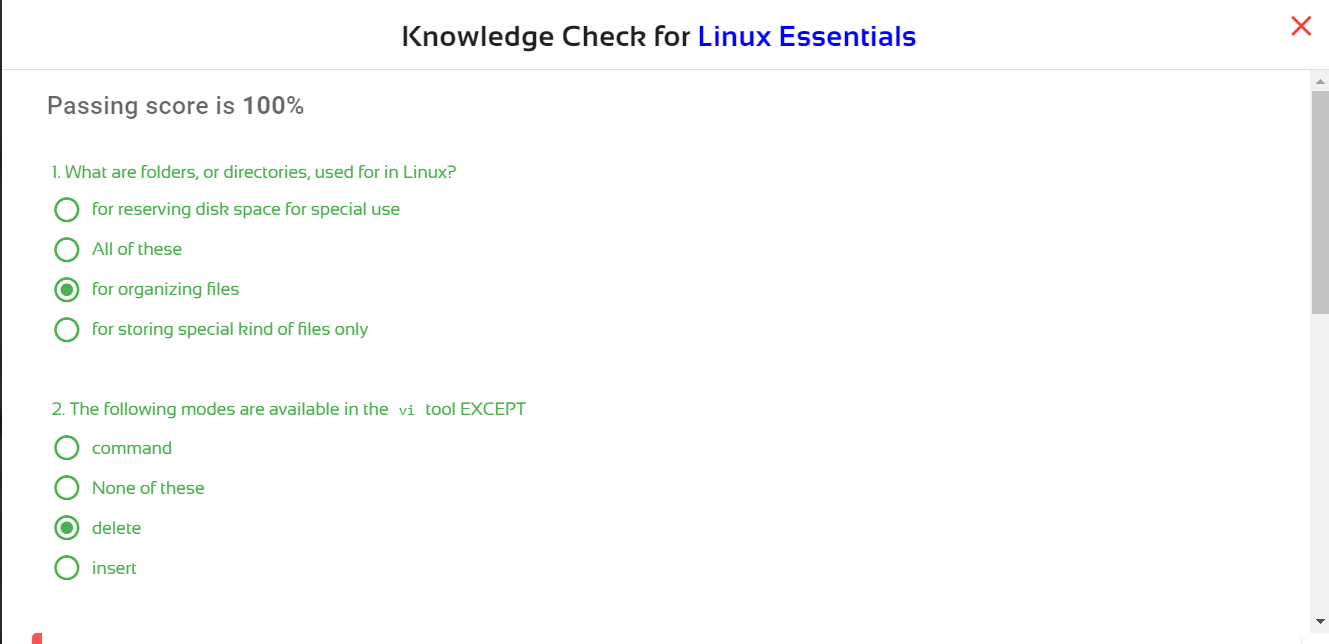 Knowledge Check for Linux Essentials
Passing score is 100%
1. What are folders, or directories, used for in Linux?
for reserving disk space for special use
All of these
for organizing files
for storing special kind of files only
2. The following modes are available in the vi tool EXCEPT
command
None of these
delete
insert